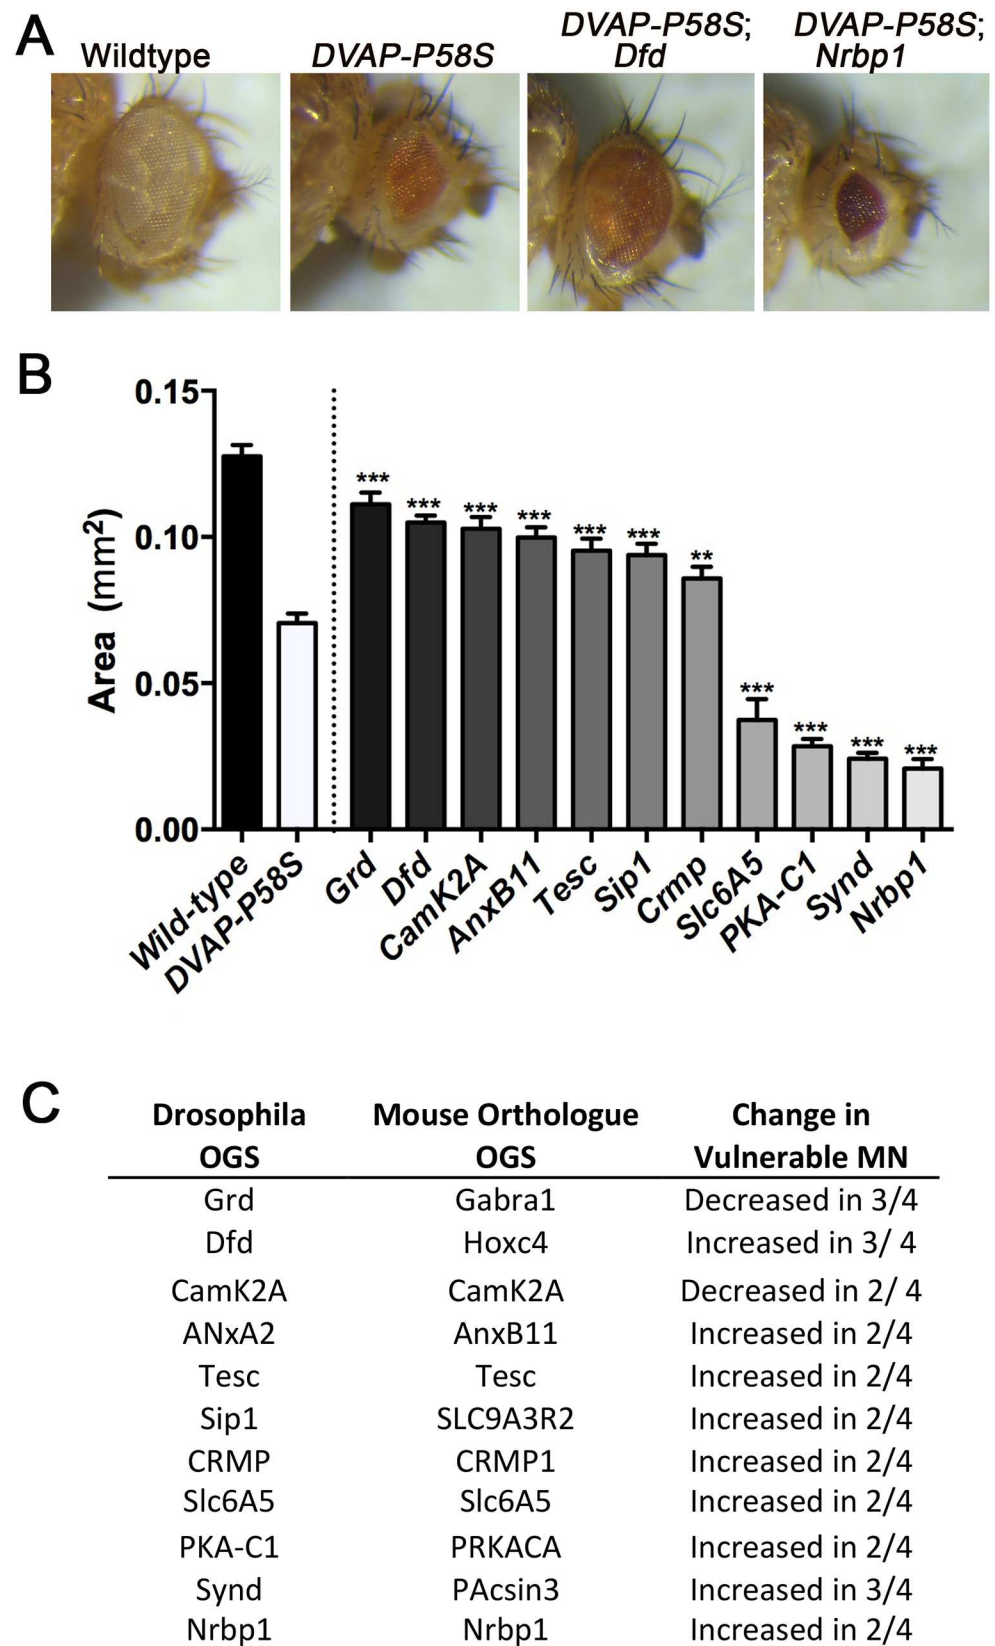 A
Wildtype
DVAP-P58S
DVAP-P58S;
Dfd
DVAP-P58S;
Nrbp1
B
Area (mm²)
0.15
0.10
0.05
0.00
***
***
***
***
***
***
**
***
***
***
***
Wild-type
DVAP-P58S
Grd
Dfd
CamK2A
AnxB11
Tesc
Sip1
Crmp
Slc6A5
PKA-C1
Synd
Nrbp1
C
Drosophila Mouse Orthologue Change in
OGS OGS Vulnerable MN
Grd Gabra1 Decreased in 3/4
Dfd Hoxc4 Increased in 3/ 4
CamK2A CamK2A Decreased in 2/ 4
ANxA2 AnxB11 Increased in 2/4
Tesc Tesc Increased in 2/4
Sip1 SLC9A3R2 Increased in 2/4
CRMP CRMP1 Increased in 2/4
Slc6A5 Slc6A5 Increased in 2/4
PKA-C1 PRKACA Increased in 2/4
Synd PAcsin3 Increased in 3/4
Nrbp1 Nrbp1 Increased in 2/4